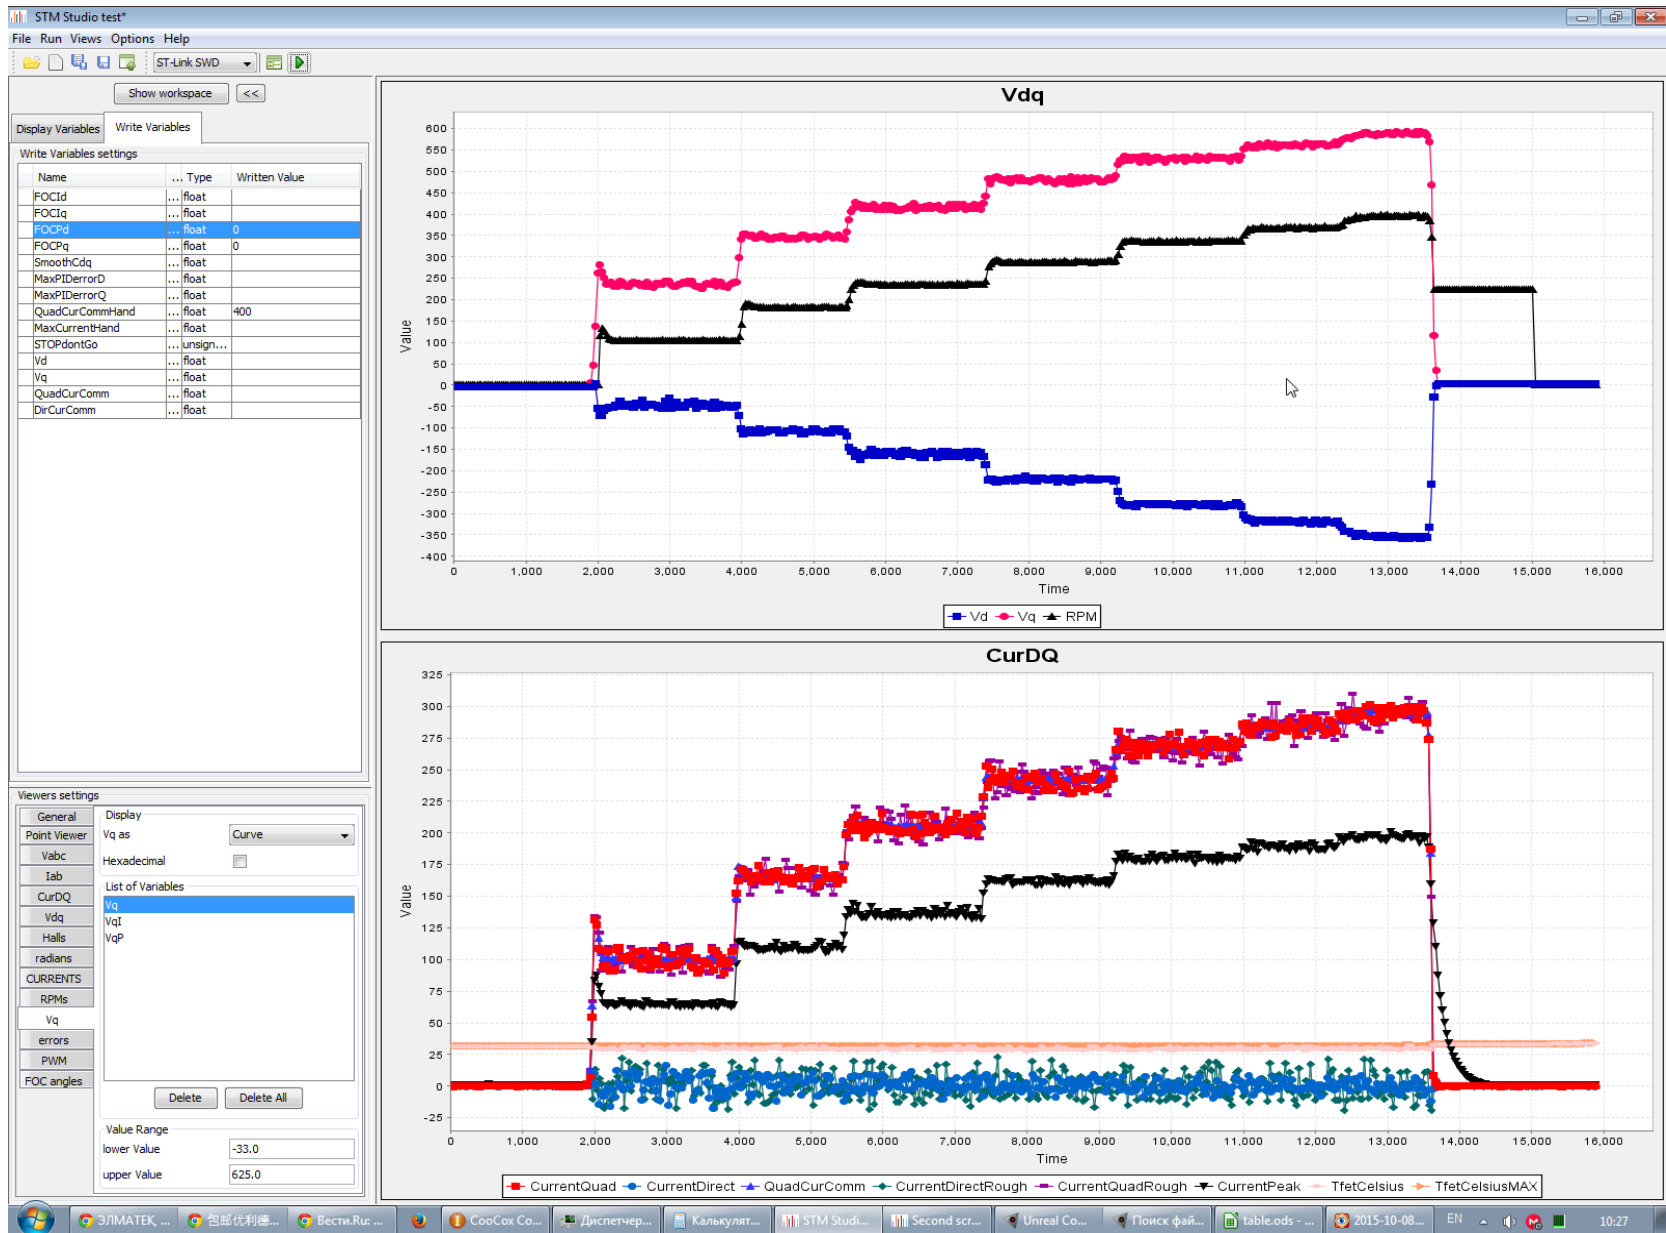 STM Studio test*
File Run Views Options Help
ST-Link SWD
Show workspace <<
Display Variables Write Variables
Write Variables settings
Name ... Type Written Value
FOCId ... float
FOCIq ... float
FOCPd ... float 0
FOCPq ... float 0
SmoothCdq ... float
MaxPIDerrorD ... float
MaxPIDerrorQ ... float
QuadCurCommHand ... float 400
MaxCurrentHand ... float
STOPdontGo ... unsign...
Vd ... float
Vq ... float
QuadCurComm ... float
DirCurComm ... float
Viewers settings
General
Point Viewer
Vabc
Iab
CurDQ
Vdq
Halls
radians
CURRENTS
RPMs
Vq
errors
PWM
FOC angles
Display
Vq as Curve
Hexadecimal
List of Variables
Vq
VqI
VqP
Delete Delete All
Value Range
lower Value -33.0
upper Value 625.0
Vdq
600
550
500
450
400
350
300
250
200
150
100
50
0
-50
-100
-150
-200
-250
-300
-350
-400
Value
0 1,000 2,000 3,000 4,000 5,000 6,000 7,000 8,000 9,000 10,000 11,000 12,000 13,000 14,000 15,000 16,000
Time
Vd Vq RPM
CurDQ
325
300
275
250
225
200
175
150
125
100
75
50
25
0
-25
Value
0 1,000 2,000 3,000 4,000 5,000 6,000 7,000 8,000 9,000 10,000 11,000 12,000 13,000 14,000 15,000 16,000
Time
CurrentQuad CurrentDirect QuadCurComm CurrentDirectRough CurrentQuadRough CurrentPeak TfetCelsius TfetCelsiusMAX
ЭЛМАТЕК, ... 包邮优利德... Вести.Ru: ... CooCox Co... Диспетчер... Калькулят... STM Studi... Second scr... Unreal Co... Поиск фай... table.ods - ... 2015-10-08... EN 10:27